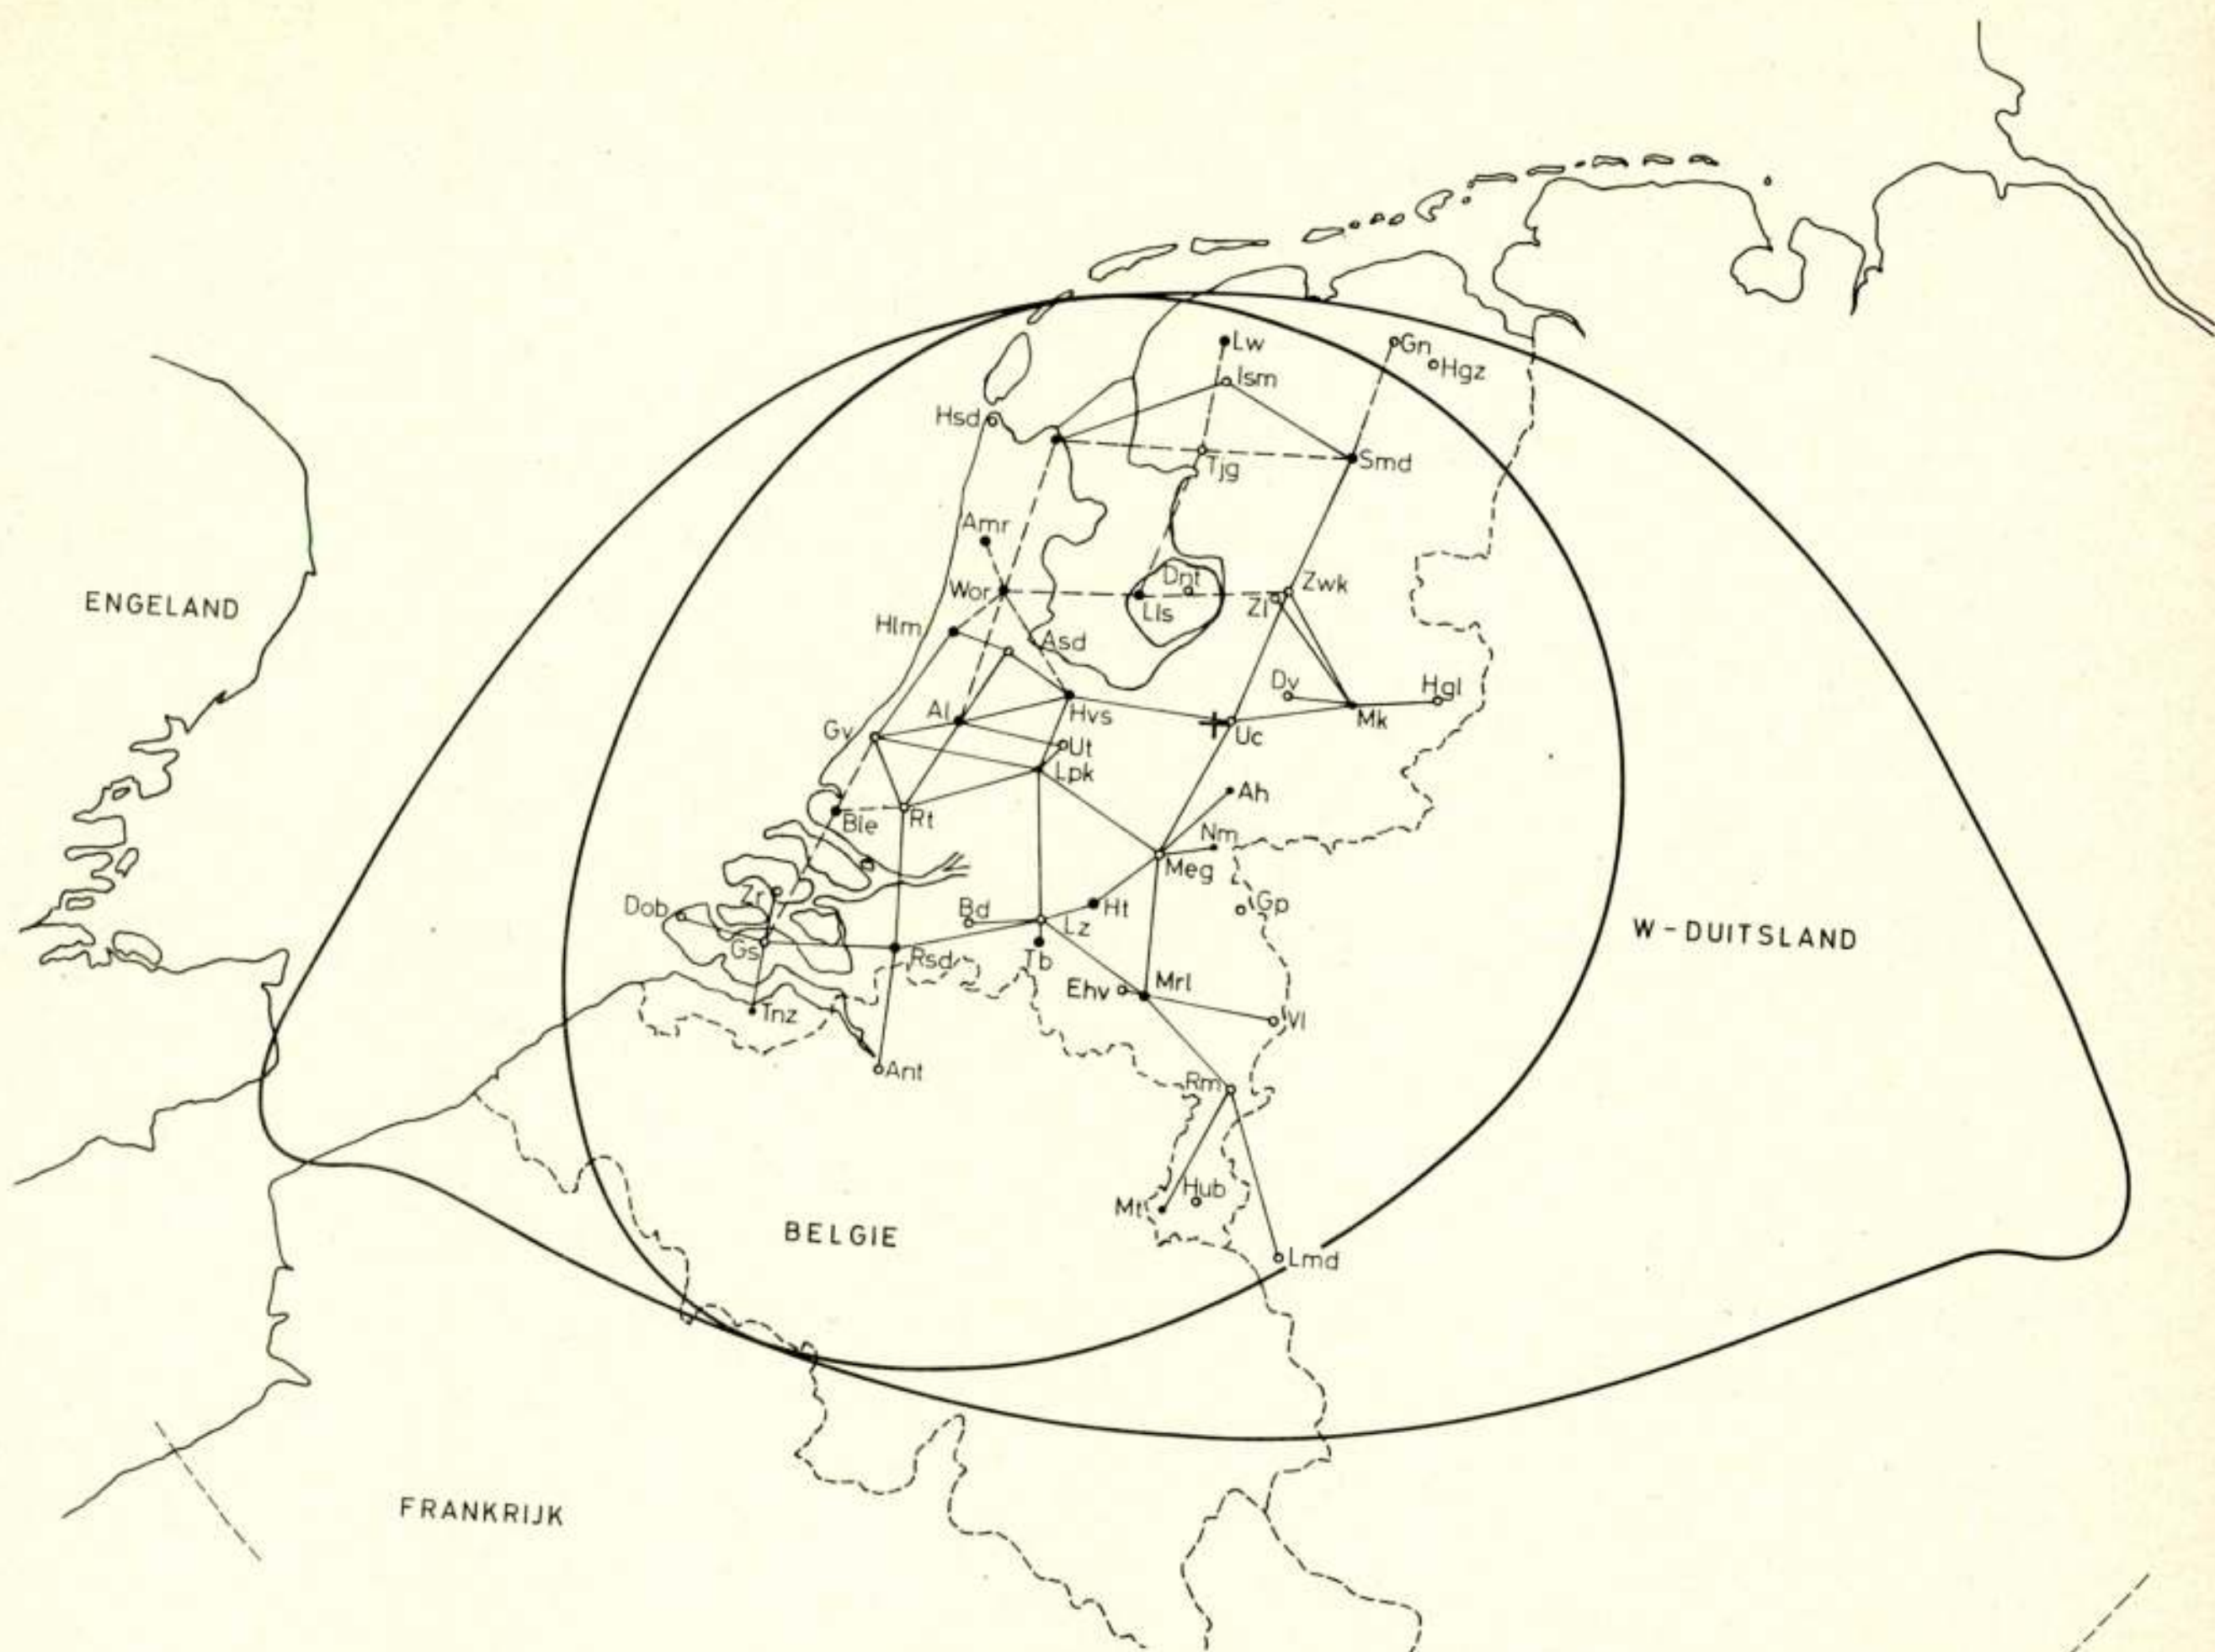 Lw
Gn
Hgz
Ism
Hsd
Tjg
Smd
Amr
ENGELAND
Wor
Dnt
Lls
Zl
Zwk
Hlm
Asd
Al
Hvs
Dv
Hgl
Mk
Gv
Ut
Uc
Lpk
Ah
Ble
Rt
Nm
Meg
Zr
Dob
Bd
Ht
Gp
Lz
W-DUITSLAND
Gs
Rsd
Tb
Ehv
Mrl
Tnz
Vl
Ant
Rm
Hub
Mt
BELGIE
Lmd
FRANKRIJK